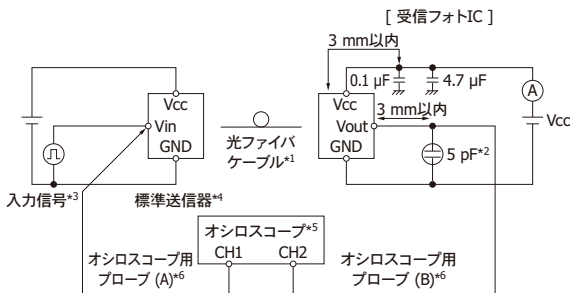 [ 受信フォトIC ]
3 mm以内
0.1 µF
4.7 µF
Vcc
Vin
GND
光ファイバ
ケーブル*1
Vcc
3 mm以内
Vout
GND
A
Vcc
5 pF*2
入力信号*3
標準送信器*4
オシロスコープ*5
CH1
CH2
オシロスコープ用
プローブ (A)*6
オシロスコープ用
プローブ (B)*6